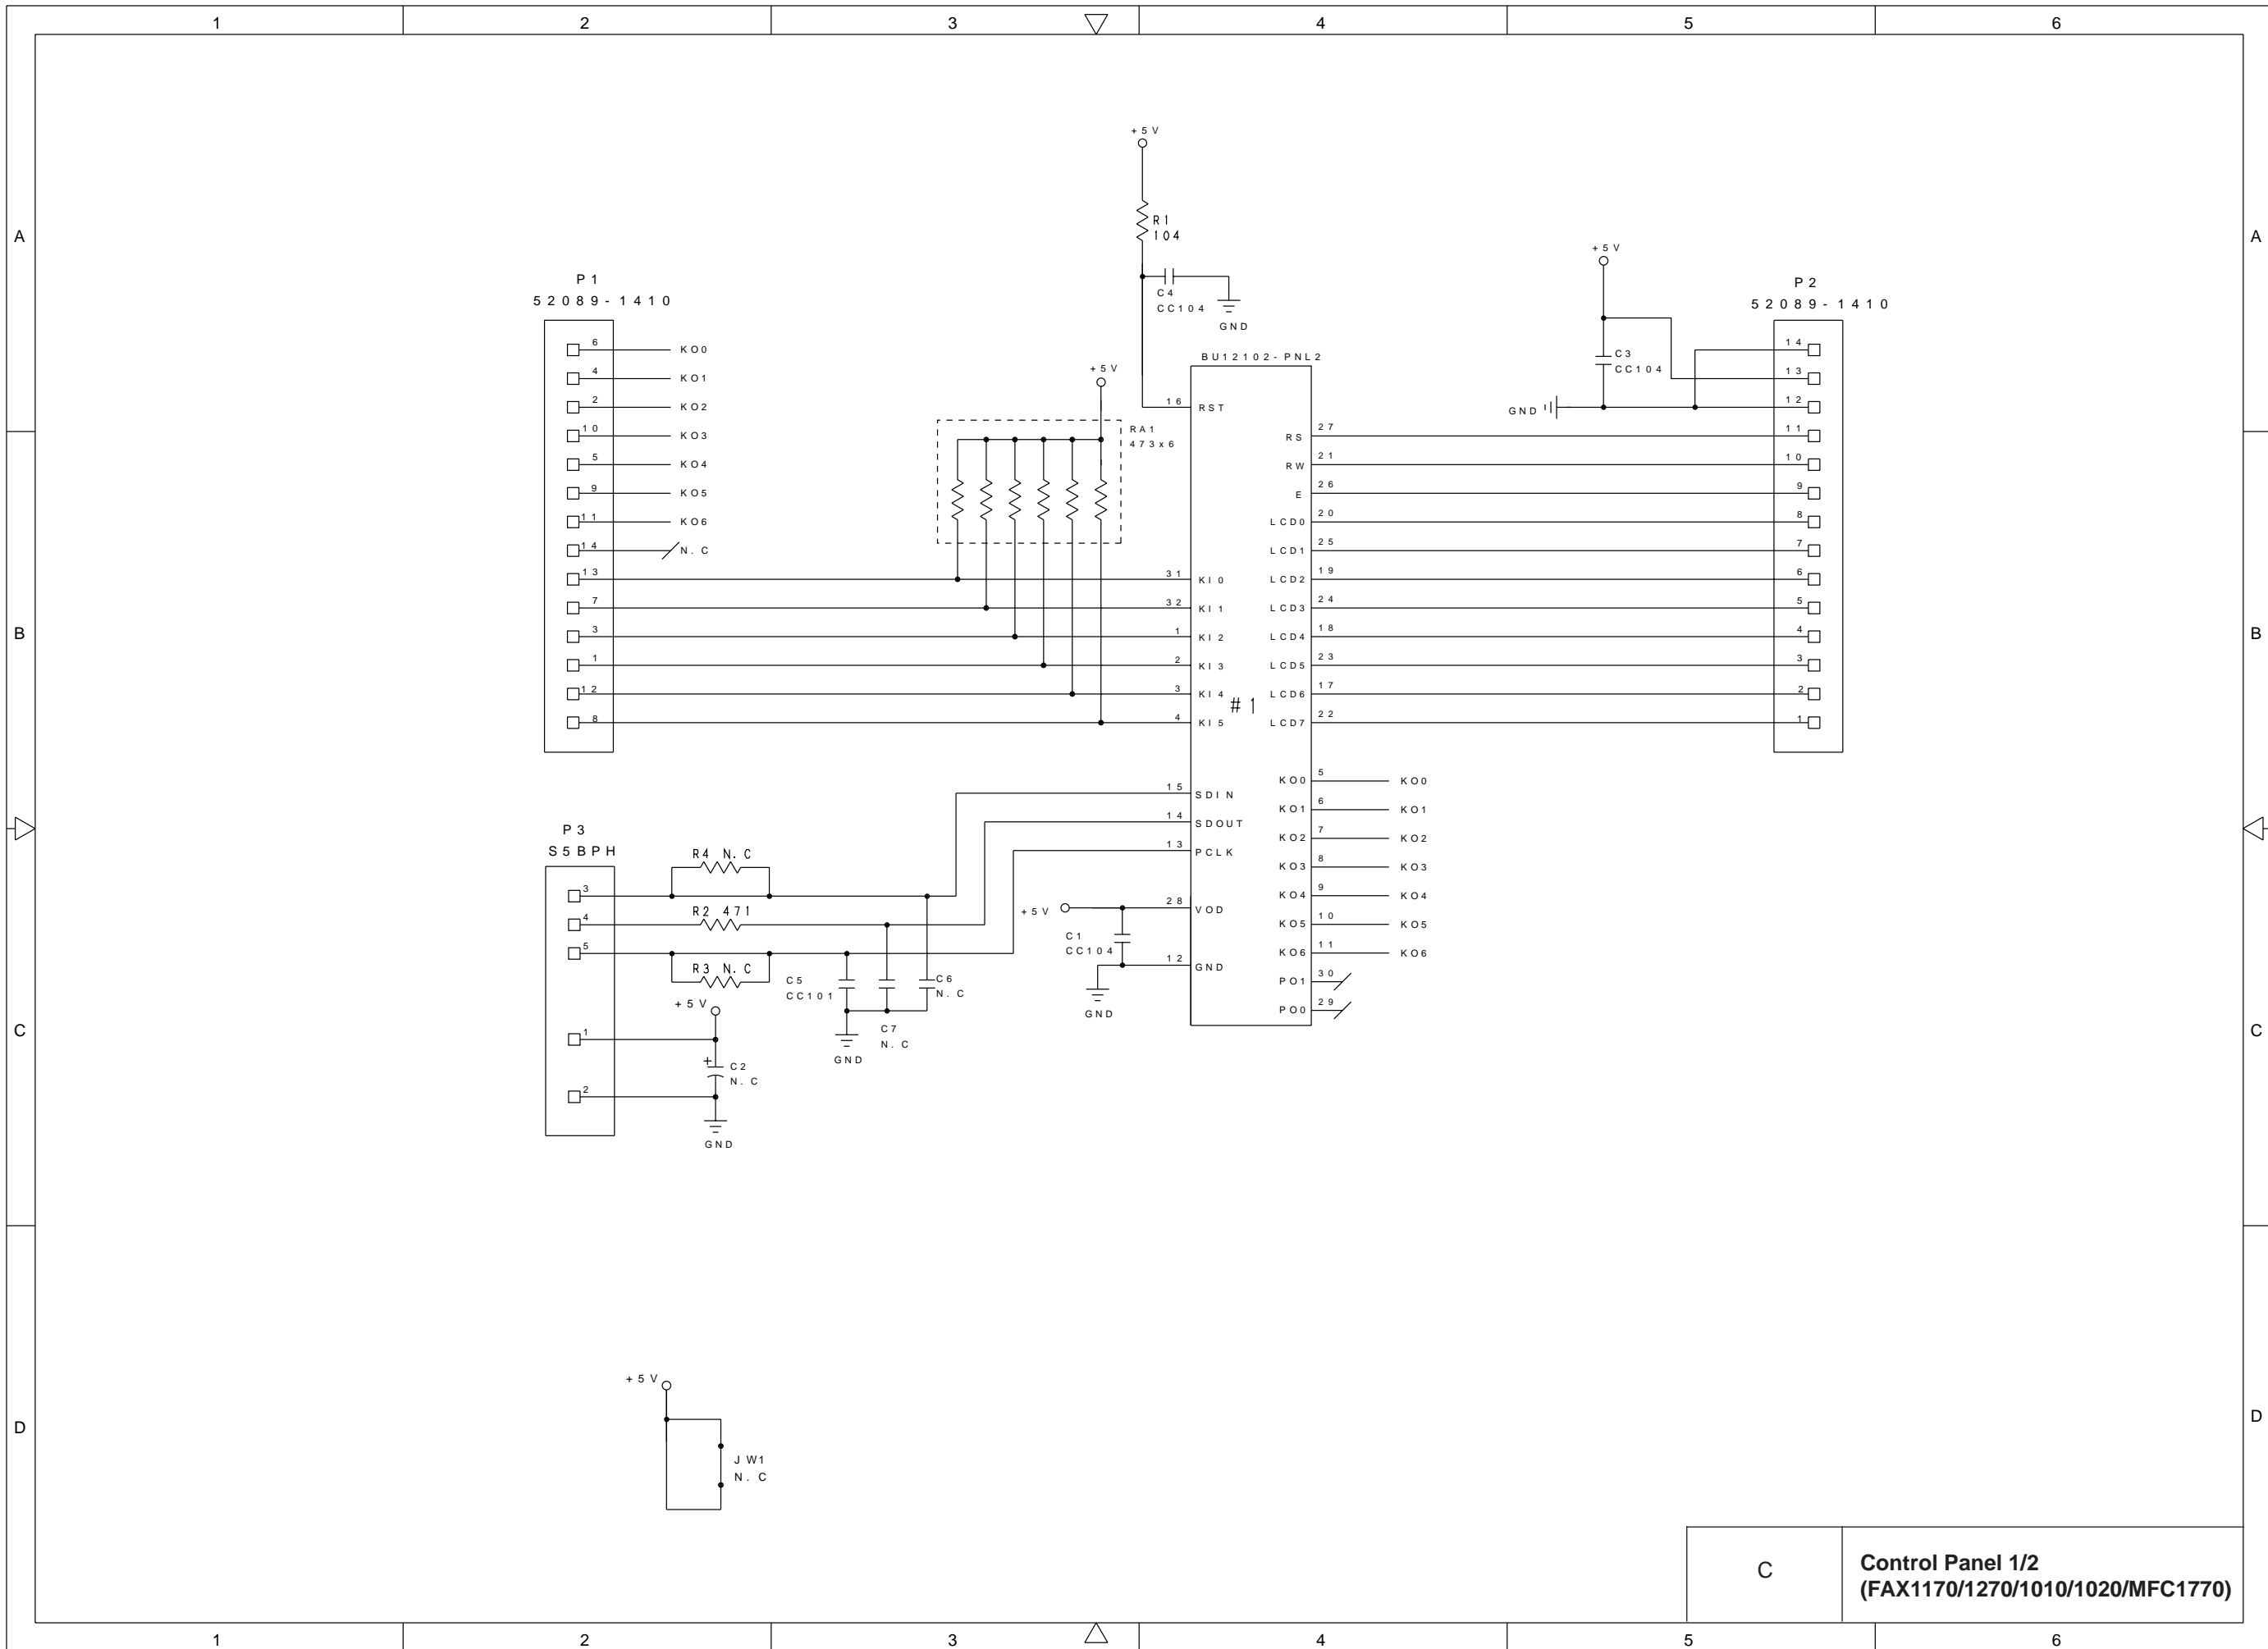 1 2 3 4 5 6
A
A
B
B
C
C
D
D
+5V
R1
104
C4
CC104
GND
P1
52089-1410
6 KO0
4 KO1
2 KO2
10 KO3
5 KO4
9 KO5
11 KO6
14 N.C
13
7
3
1
12
8
+5V
RA1
473x6
BU12102-PNL2
#1
16 RST
31 KI0
32 KI1
1 KI2
2 KI3
3 KI4
4 KI5
15 SDIN
14 SDOUT
13 PCLK
28 VOD
12 GND
RS 27
RW 21
E 26
LCD0 20
LCD1 25
LCD2 19
LCD3 24
LCD4 18
LCD5 23
LCD6 17
LCD7 22
KO0 5 KO0
KO1 6 KO1
KO2 7 KO2
KO3 8 KO3
KO4 9 KO4
KO5 10 KO5
KO6 11 KO6
PO1 30
PO0 29
+5V
C3
CC104
GND
P2
52089-1410
14
13
12
11
10
9
8
7
6
5
4
3
2
1
P3
S5BPH
3
4
5
1
2
R4 N.C
R2 471
R3 N.C
+5V
C2
N.C
GND
C5
CC101
GND
C7
N.C
C6
N.C
+5V
C1
CC104
GND
+5V
JW1
N.C
C
Control Panel 1/2
(FAX1170/1270/1010/1020/MFC1770)
1 2 3 4 5 6